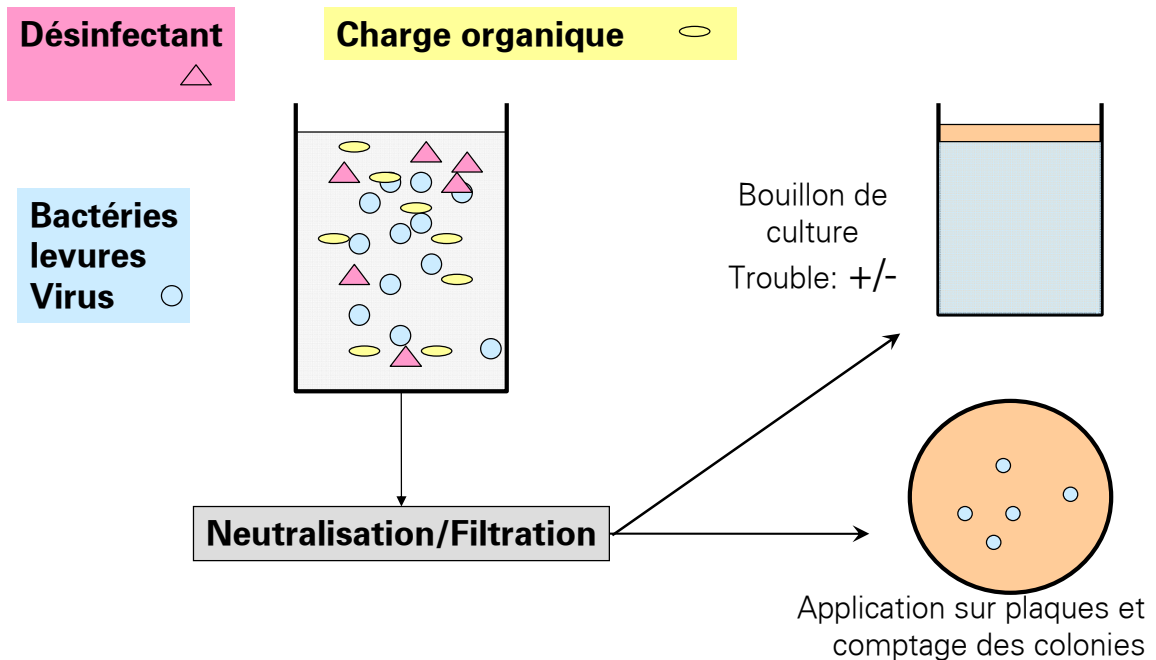 Désinfectant
Charge organique
Bactéries
levures
Virus
Bouillon de
culture
Trouble: +/-
Neutralisation/Filtration
Application sur plaques et
comptage des colonies